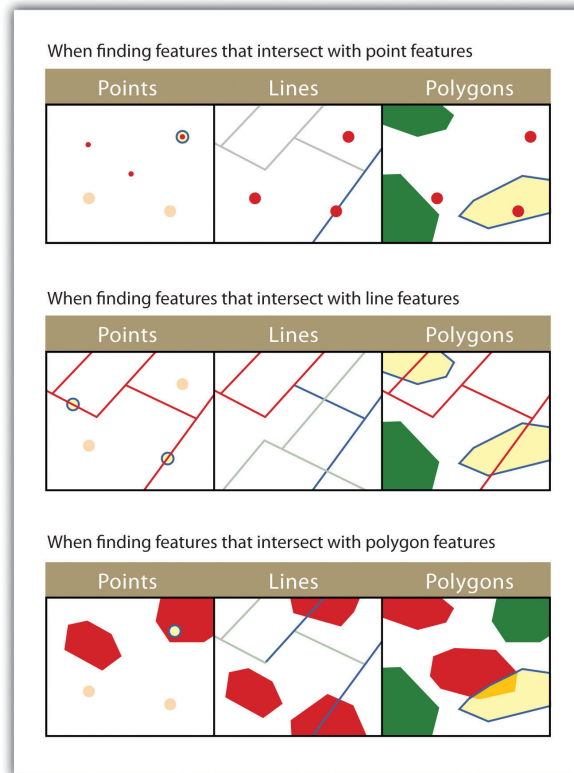 When finding features that intersect with point features
Points Lines Polygons
When finding features that intersect with line features
Points Lines Polygons
When finding features that intersect with polygon features
Points Lines Polygons